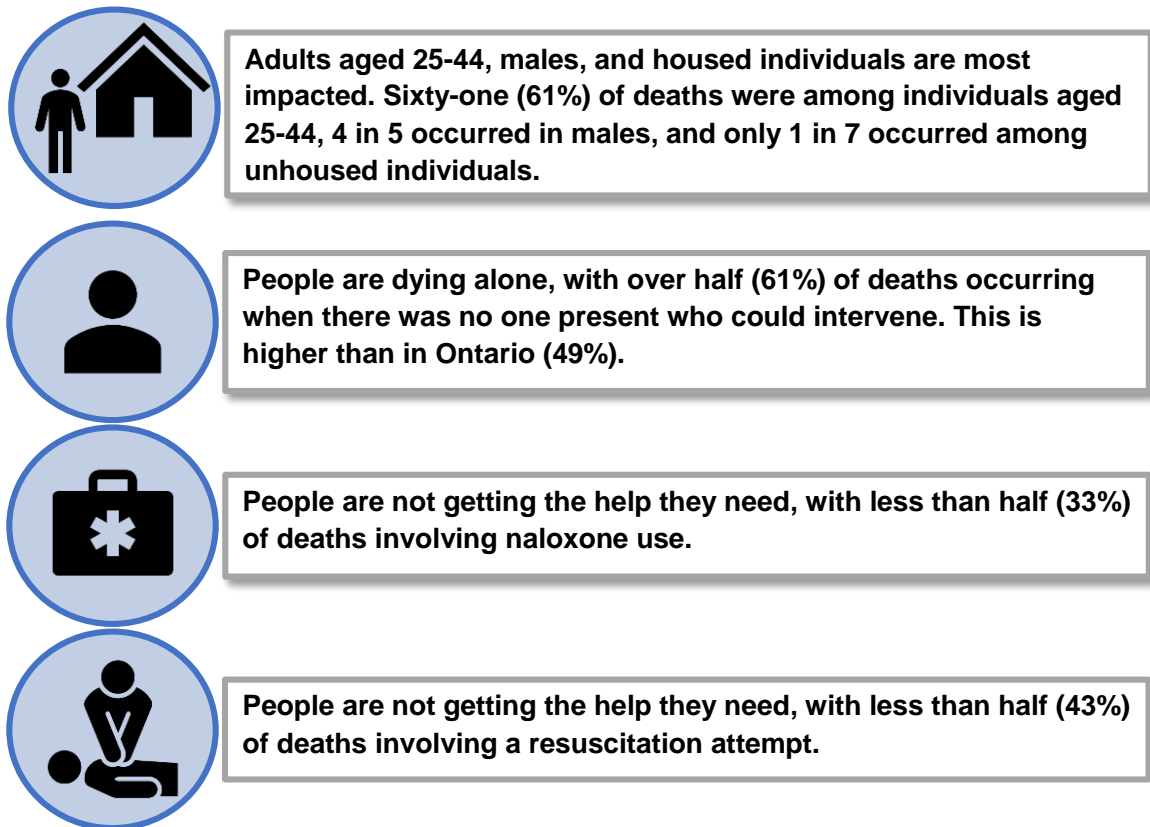 Adults aged 25-44, males, and housed individuals are most
impacted. Sixty-one (61%) of deaths were among individuals aged
25-44, 4 in 5 occurred in males, and only 1 in 7 occurred among
unhoused individuals.
People are dying alone, with over half (61%) of deaths occurring
when there was no one present who could intervene. This is
higher than in Ontario (49%).
People are not getting the help they need, with less than half (33%)
of deaths involving naloxone use.
People are not getting the help they need, with less than half (43%)
of deaths involving a resuscitation attempt.